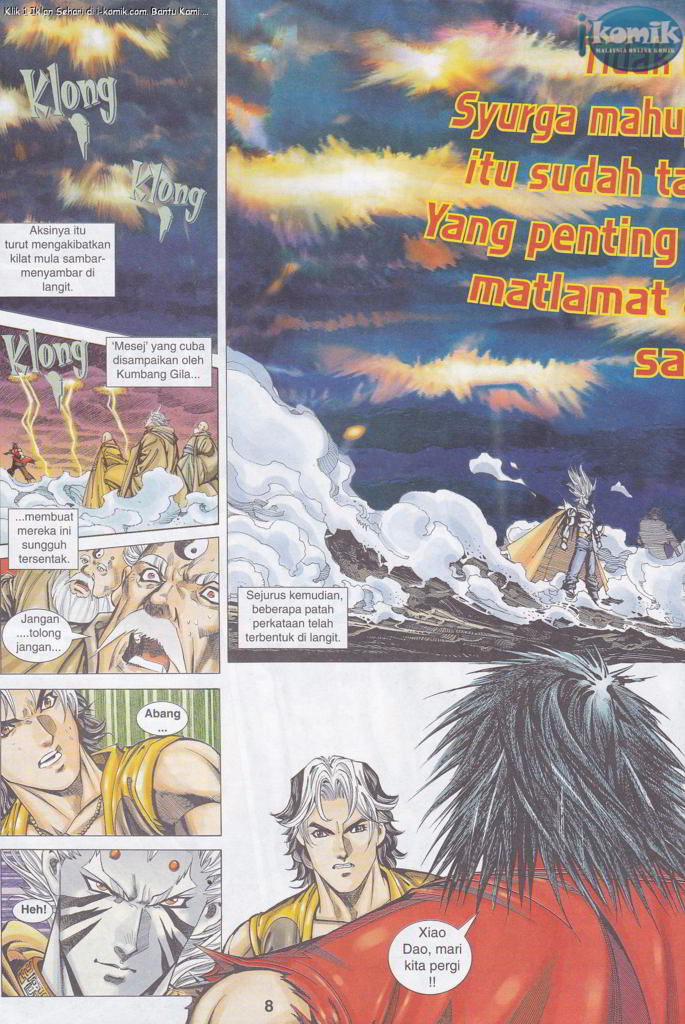 Klik 1 Iklan Sehari di i-komik.com. Bantu Kami ...
i-komik
MALAYSIA ONLINE KOMIK
Klong
Klong
Aksinya itu
turut mengakibatkan
kilat mula sambar-
menyambar di
langit.
Klong
'Mesej' yang cuba
disampaikan oleh
Kumbang Gila...
...membuat
mereka ini
sungguh
tersentak.
Jangan
....tolong
jangan...
Syurga mahu
itu sudah ta
Yang penting
matlamat
sa
Sejurus kemudian,
beberapa patah
perkataan telah
terbentuk di langit.
Abang
...
Heh!
Xiao
Dao, mari
kita pergi
!!
8